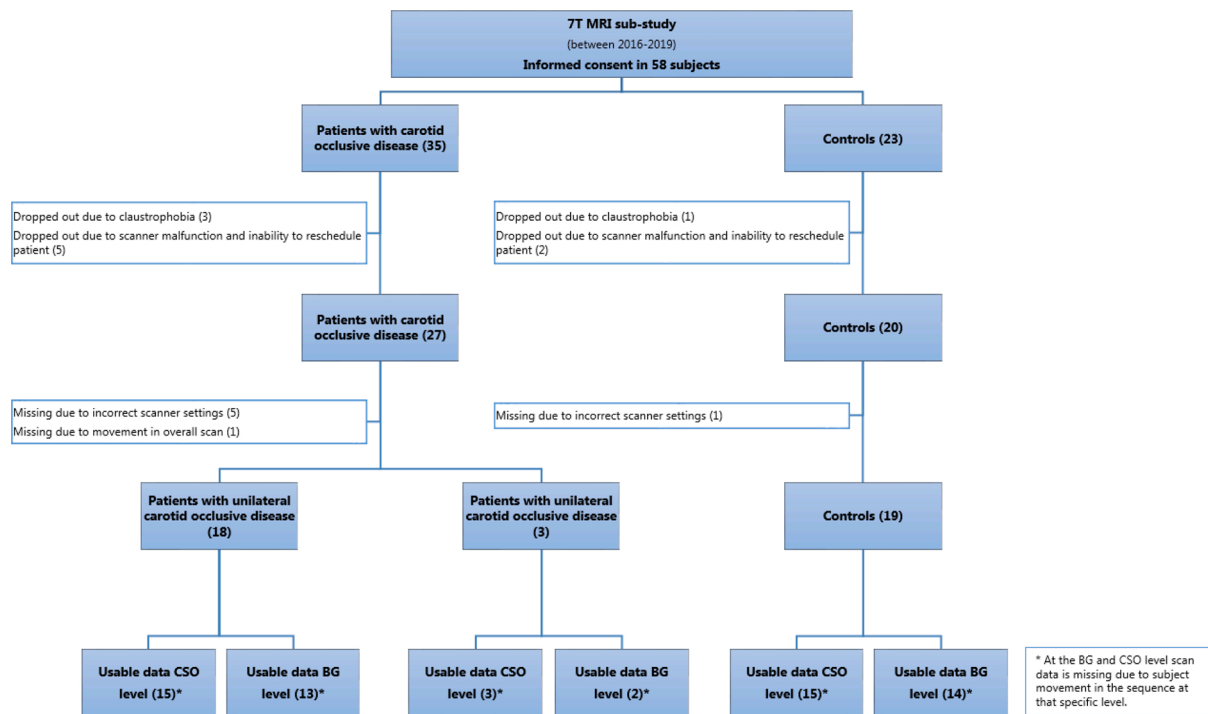 7T MRI sub-study
(between 2016-2019)
Informed consent in 58 subjects
Patients with carotid
occlusive disease (35)
Controls (23)
Dropped out due to claustrophobia (3)
Dropped out due to scanner malfunction and inability to reschedule
patient (5)
Dropped out due to claustrophobia (1)
Dropped out due to scanner malfunction and inability to reschedule
patient (2)
Patients with carotid
occlusive disease (27)
Controls (20)
Missing due to incorrect scanner settings (5)
Missing due to movement in overall scan (1)
Missing due to incorrect scanner settings (1)
Patients with unilateral
carotid occlusive disease
(18)
Patients with unilateral
carotid occlusive disease
(3)
Controls (19)
Usable data CSO
level (15)*
Usable data BG
level (13)*
Usable data CSO
level (3)*
Usable data BG
level (2)*
Usable data CSO
level (15)*
Usable data BG
level (14)*
* At the BG and CSO level scan
data is missing due to subject
movement in the sequence at
that specific level.